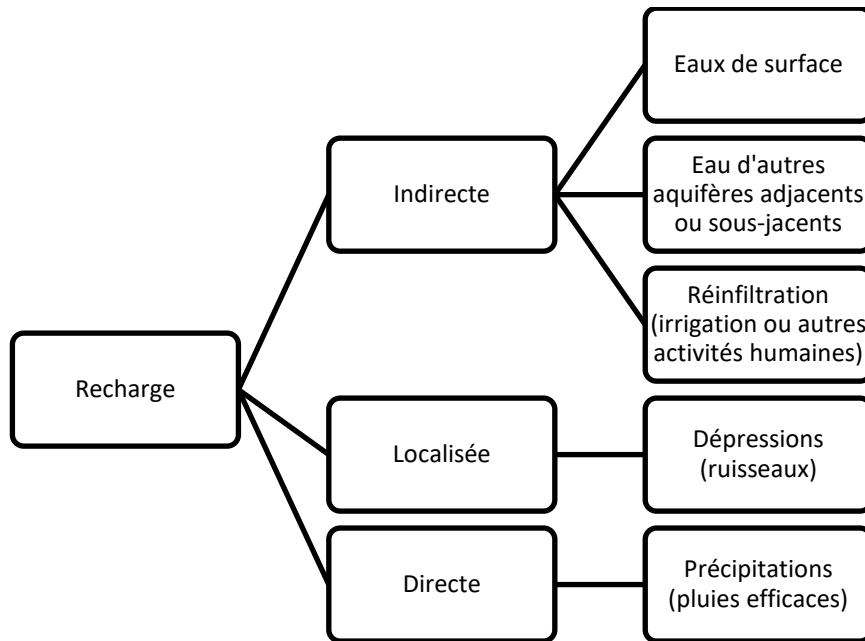 Recharge
Indirecte
Eaux de surface
Eau d'autres
aquifères adjacents
ou sous-jacents
Réinfiltration
(irrigation ou autres
activités humaines)
Localisée
Dépressions
(ruisseaux)
Directe
Précipitations
(pluies efficaces)